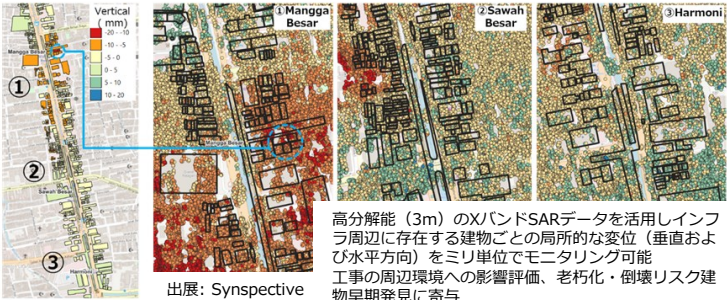 Vertical
( mm)
-20 - -10
-10 - -5
-5 - 0
0 - 5
5 - 10
10 - 20
Mangga Besar
①
②
Sawah Besar
③
Harmoni
①Mangga
Besar
Mangga Besar
②Sawah
Besar
③Harmoni
出展: Synspective
高分解能（3m）のXバンドSARデータを活用しインフ
ラ周辺に存在する建物ごとの局所的な変位（垂直およ
び水平方向）をミリ単位でモニタリング可能
工事の周辺環境への影響評価、老朽化・倒壊リスク建
物早期発見に寄与